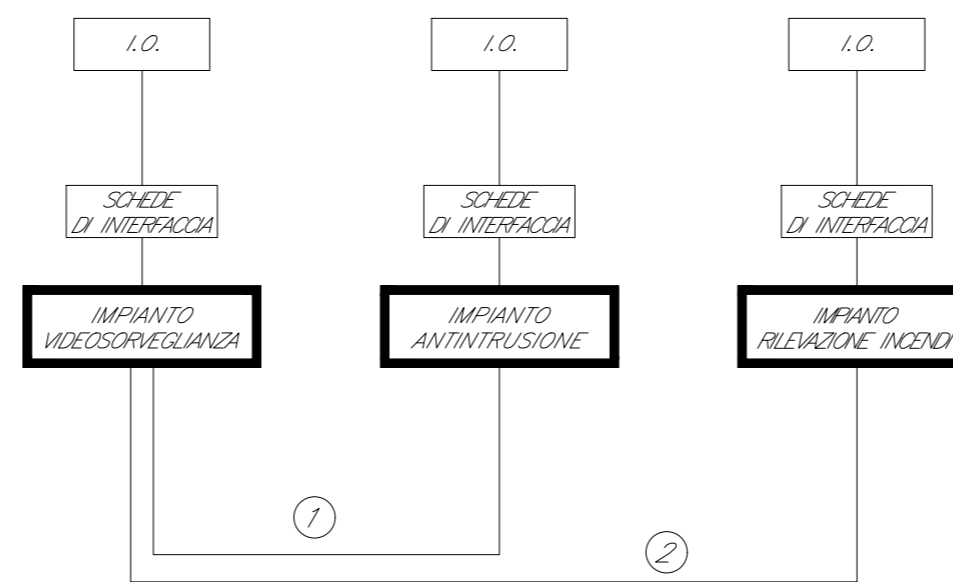 I.O.
I.O.
I.O.
SCHEDE
DI INTERFACCIA
SCHEDE
DI INTERFACCIA
SCHEDE
DI INTERFACCIA
IMPIANTO
VIDEOSORVEGLIANZA
IMPIANTO
ANTINTRUSIONE
IMPIANTO
RILEVAZIONE INCENDI
1
2